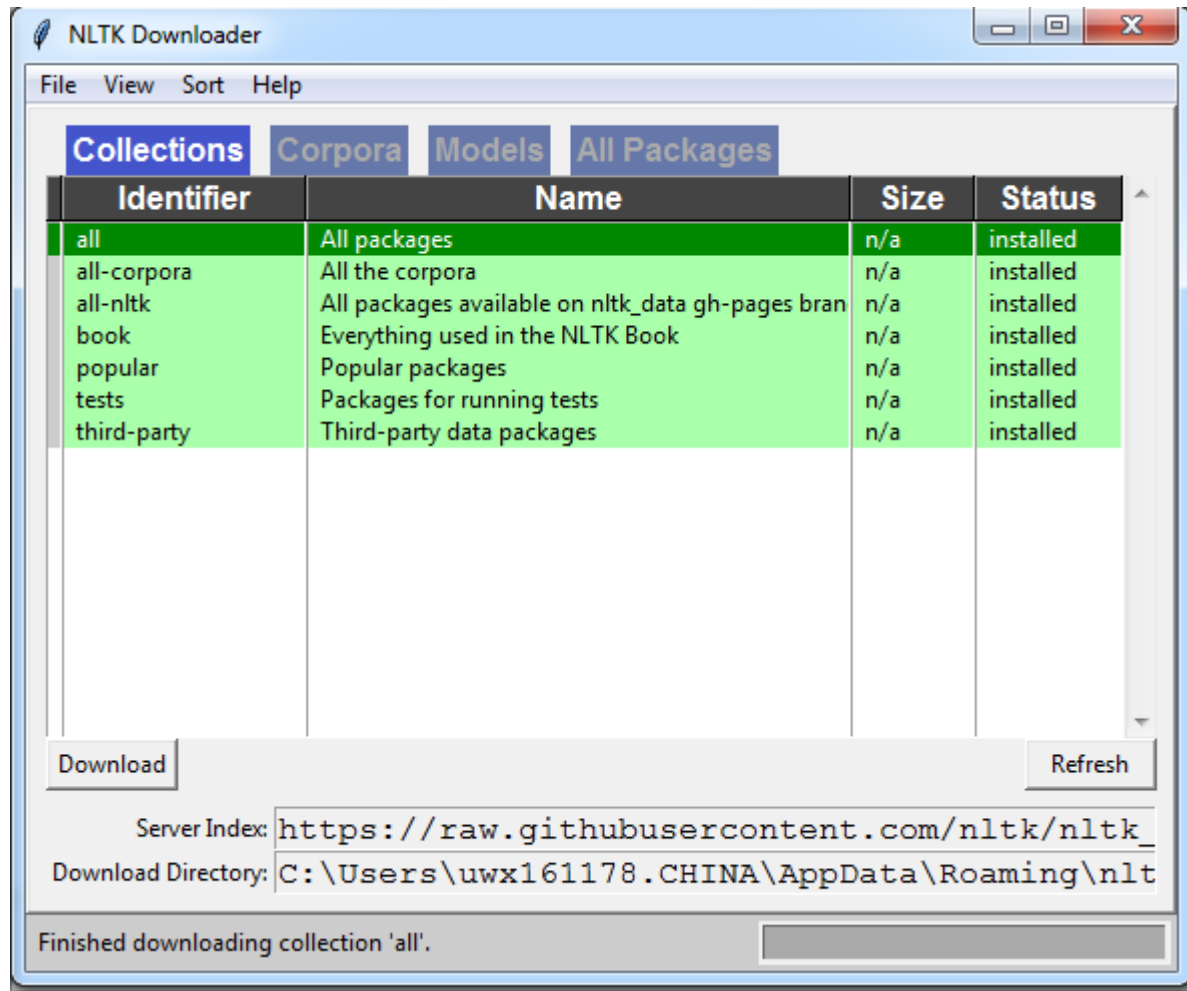 NLTK Downloader
File View Sort Help
Collections Corpora Models All Packages
Identifier Name Size Status
all All packages n/a installed
all-corpora All the corpora n/a installed
all-nltk All packages available on nltk_data gh-pages bran n/a installed
book Everything used in the NLTK Book n/a installed
popular Popular packages n/a installed
tests Packages for running tests n/a installed
third-party Third-party data packages n/a installed
Download Refresh
Server Index: https://raw.githubusercontent.com/nltk/nltk_
Download Directory: C:\Users\uwx161178.CHINA\AppData\Roaming\nlt
Finished downloading collection 'all'.